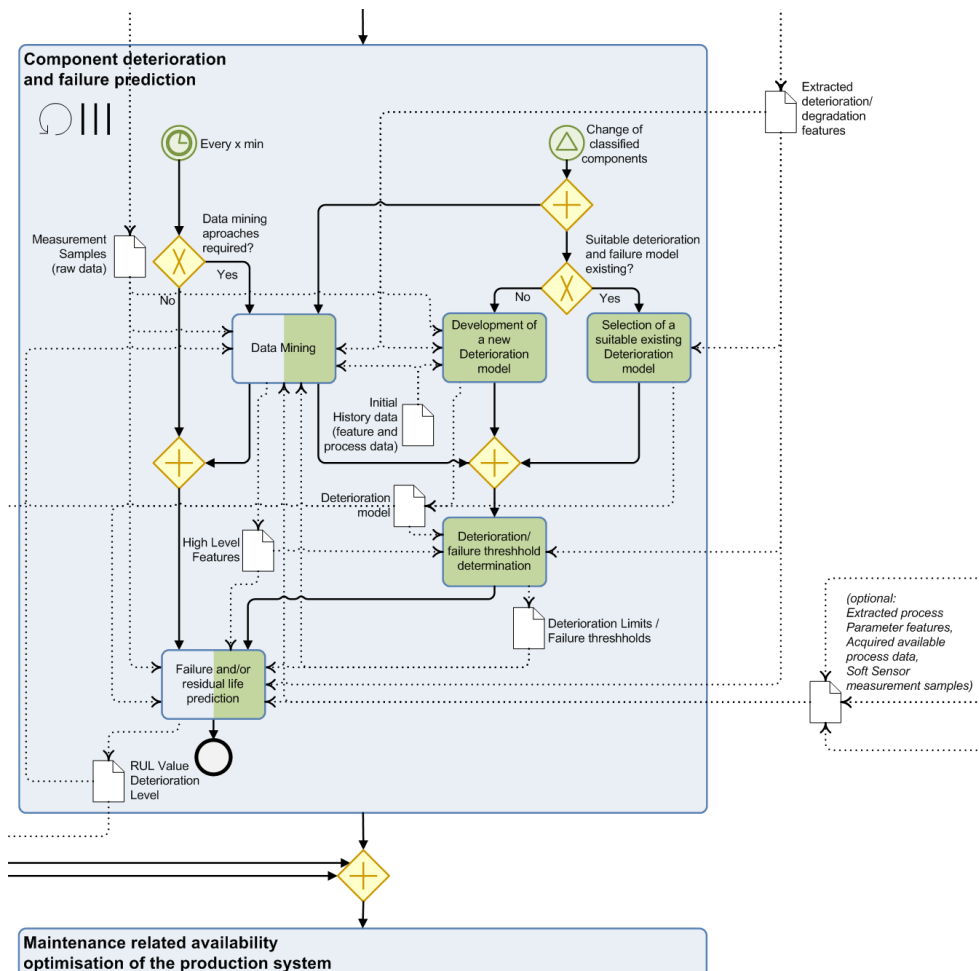 Component deterioration
and failure prediction
Every x min
Change of
classified
components
Extracted
deterioration/
degradation
features
Measurement
Samples
(raw data)
Data mining
aproaches
required?
Yes
No
Suitable deterioration
and failure model
existing?
No
Yes
Data Mining
Development of
a new
Deterioration
model
Selection of a
suitable existing
Deterioration
model
Initial
History data
(feature and
process data)
Deterioration
model
High Level
Features
Deterioration/
failure threshhold
determination
Deterioration Limits /
Failure threshholds
(optional:
Extracted process
Parameter features,
Acquired available
process data,
Soft Sensor
measurement samples)
Failure and/or
residual life
prediction
RUL Value
Deterioration
Level
Maintenance related availability
optimisation of the production system